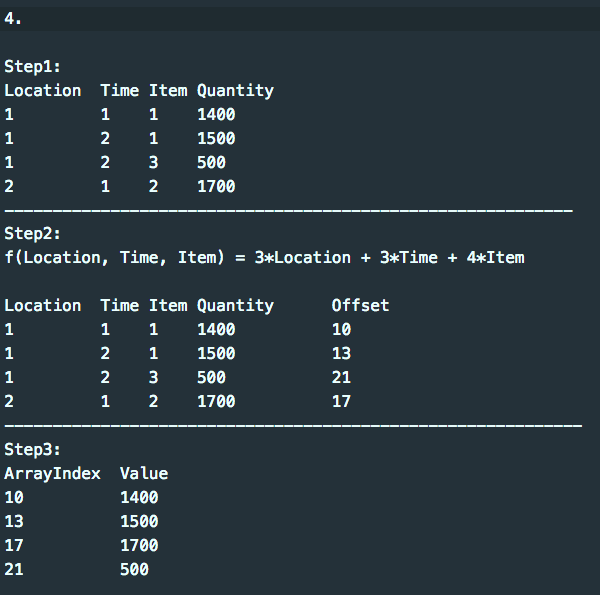 4.
Step1:
Location Time Item Quantity
1 1 1 1400
1 2 1 1500
1 2 3 500
2 1 2 1700
Step2:
f(Location, Time, Item) = 3*Location + 3*Time + 4*Item
Location Time Item Quantity Offset
1 1 1 1400 10
1 2 1 1500 13
1 2 3 500 21
2 1 2 1700 17
Step3:
ArrayIndex Value
10 1400
13 1500
17 1700
21 500